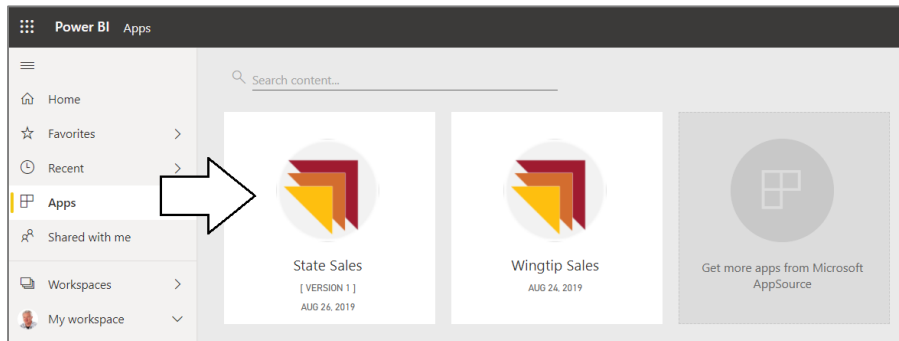 Power BI Apps
Search content...
Home
Favorites
Recent
Apps
Shared with me
Workspaces
My workspace
State Sales
[ VERSION 1 ]
AUG 26, 2019
Wingtip Sales
AUG 24, 2019
Get more apps from Microsoft
AppSource